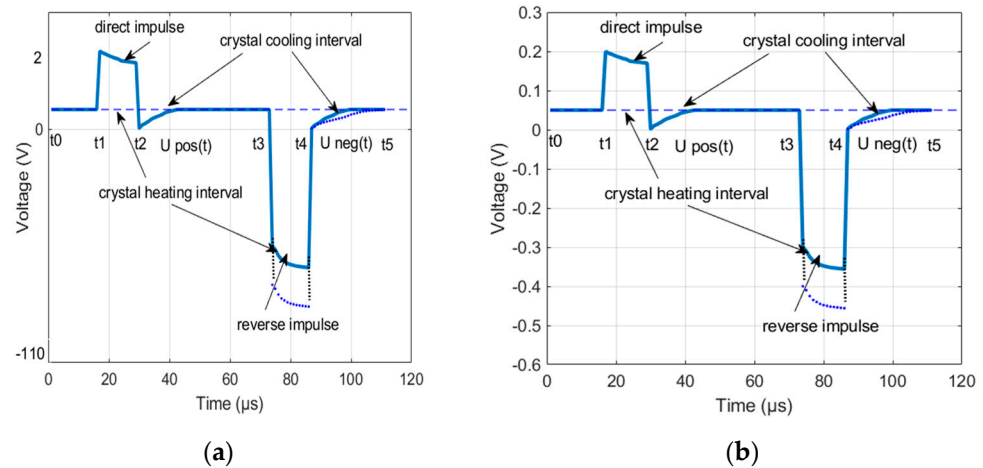 direct impulse
crystal cooling interval
2
0
-110
Voltage (V)
t0
t1
t2
U pos(t)
t3
t4
U neg(t)
t5
crystal heating interval
reverse impulse
0 20 40 60 80 100 120
Time (µs)
(a)
direct impulse
crystal cooling interval
0.3
0.2
0.1
0
-0.1
-0.2
-0.3
-0.4
-0.5
-0.6
Voltage (V)
t0
t1
t2
U pos(t)
t3
t4
U neg(t)
t5
crystal heating interval
reverse impulse
0 20 40 60 80 100 120
Time (µs)
(b)